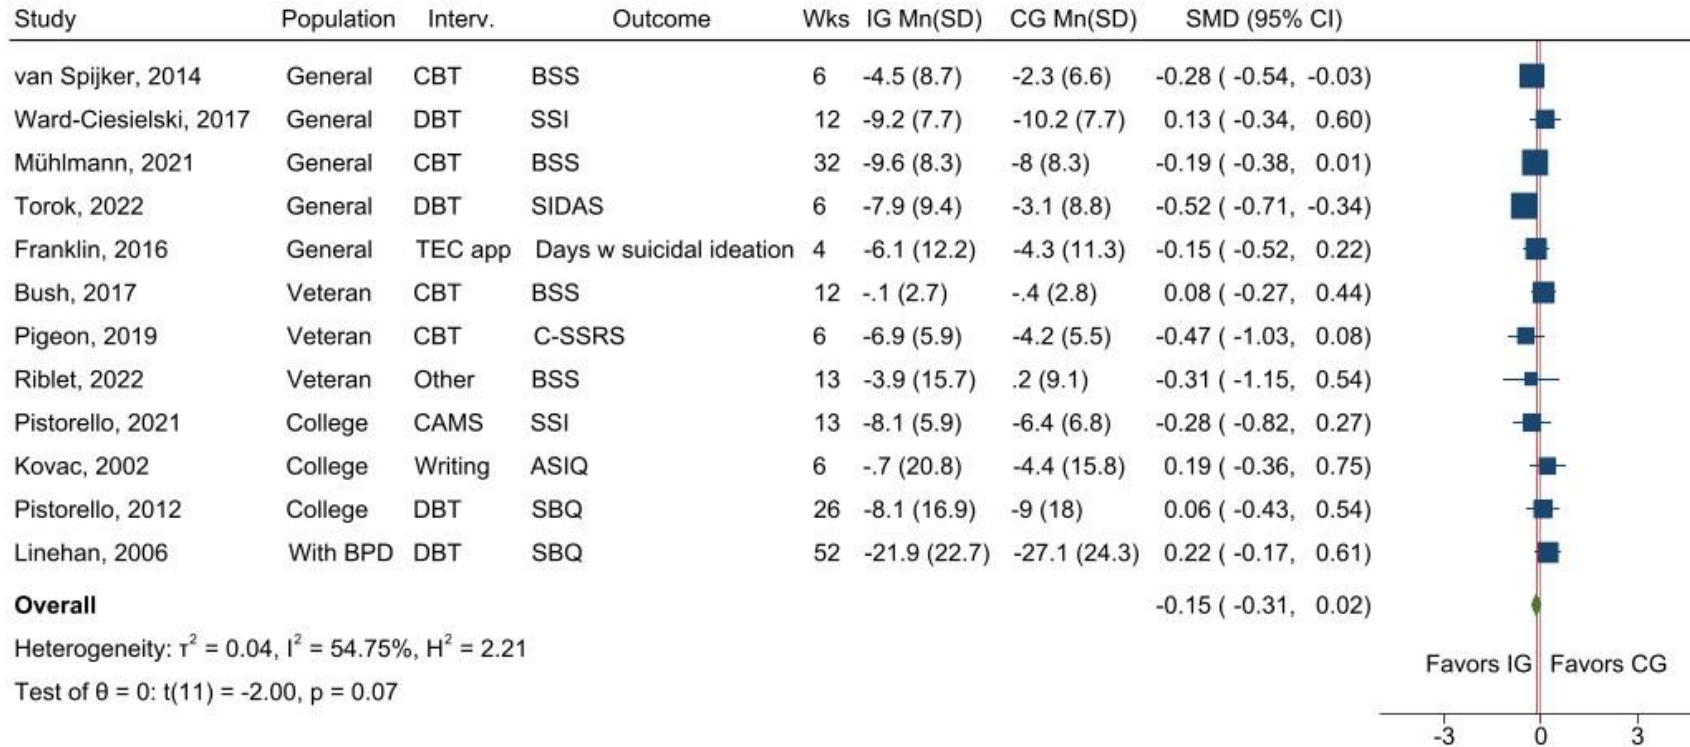 Study Population Interv. Outcome Wks IG Mn(SD) CG Mn(SD) SMD (95% CI)
van Spijker, 2014 General CBT BSS 6 -4.5 (8.7) -2.3 (6.6) -0.28 ( -0.54, -0.03)
Ward-Ciesielski, 2017 General DBT SSI 12 -9.2 (7.7) -10.2 (7.7) 0.13 ( -0.34, 0.60)
Mühlmann, 2021 General CBT BSS 32 -9.6 (8.3) -8 (8.3) -0.19 ( -0.38, 0.01)
Torok, 2022 General DBT SIDAS 6 -7.9 (9.4) -3.1 (8.8) -0.52 ( -0.71, -0.34)
Franklin, 2016 General TEC app Days w suicidal ideation 4 -6.1 (12.2) -4.3 (11.3) -0.15 ( -0.52, 0.22)
Bush, 2017 Veteran CBT BSS 12 -.1 (2.7) -.4 (2.8) 0.08 ( -0.27, 0.44)
Pigeon, 2019 Veteran CBT C-SSRS 6 -6.9 (5.9) -4.2 (5.5) -0.47 ( -1.03, 0.08)
Riblet, 2022 Veteran Other BSS 13 -3.9 (15.7) .2 (9.1) -0.31 ( -1.15, 0.54)
Pistorello, 2021 College CAMS SSI 13 -8.1 (5.9) -6.4 (6.8) -0.28 ( -0.82, 0.27)
Kovac, 2002 College Writing ASIQ 6 -.7 (20.8) -4.4 (15.8) 0.19 ( -0.36, 0.75)
Pistorello, 2012 College DBT SBQ 26 -8.1 (16.9) -9 (18) 0.06 ( -0.43, 0.54)
Linehan, 2006 With BPD DBT SBQ 52 -21.9 (22.7) -27.1 (24.3) 0.22 ( -0.17, 0.61)
Overall -0.15 ( -0.31, 0.02)
Heterogeneity: τ² = 0.04, I² = 54.75%, H² = 2.21
Favors IG Favors CG
Test of θ = 0: t(11) = -2.00, p = 0.07
-3 0 3